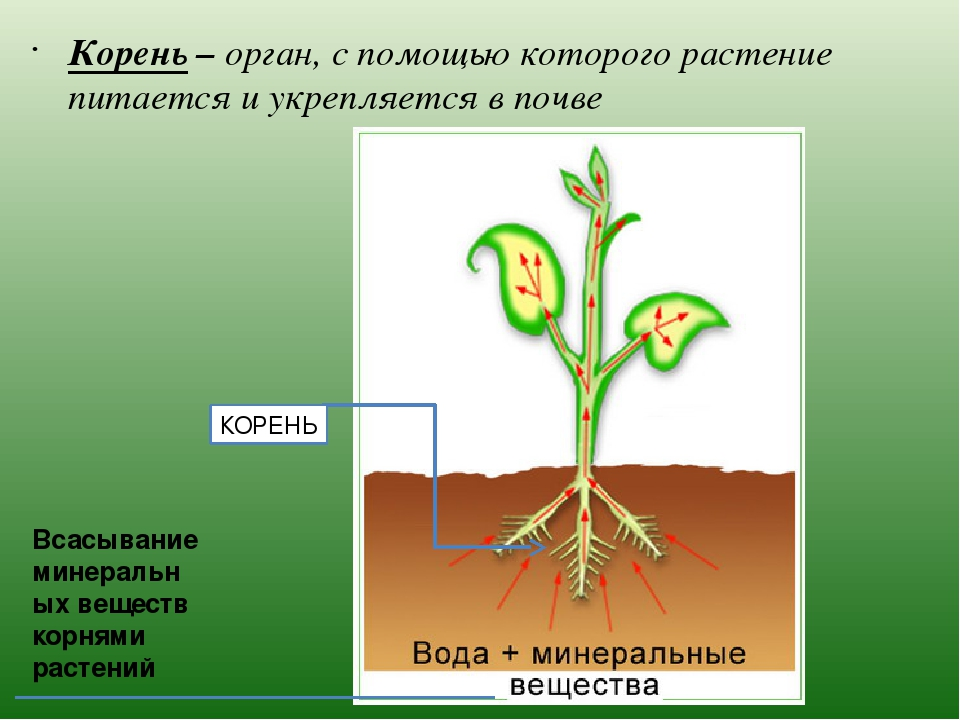 Корень – орган, с помощью которого растение
питается и укрепляется в почве
КОРЕНЬ
Всасывание
минеральн
ых веществ
корнями
растений
Вода + минеральные
вещества